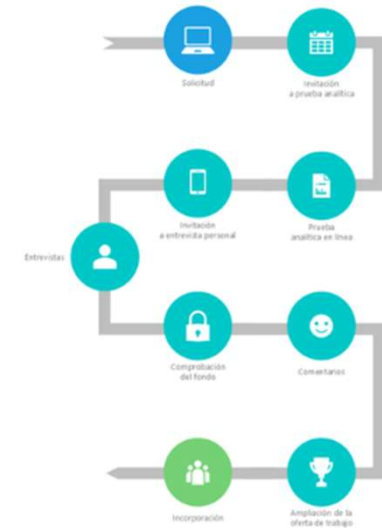 Solicitud
Invitación
a prueba analítica
Prueba
analítica en línea
Invitación
a entrevista personal
Entrevistas
Comprobación
del fondo
Comentarios
Ampliación de la
oferta de trabajo
Incorporación